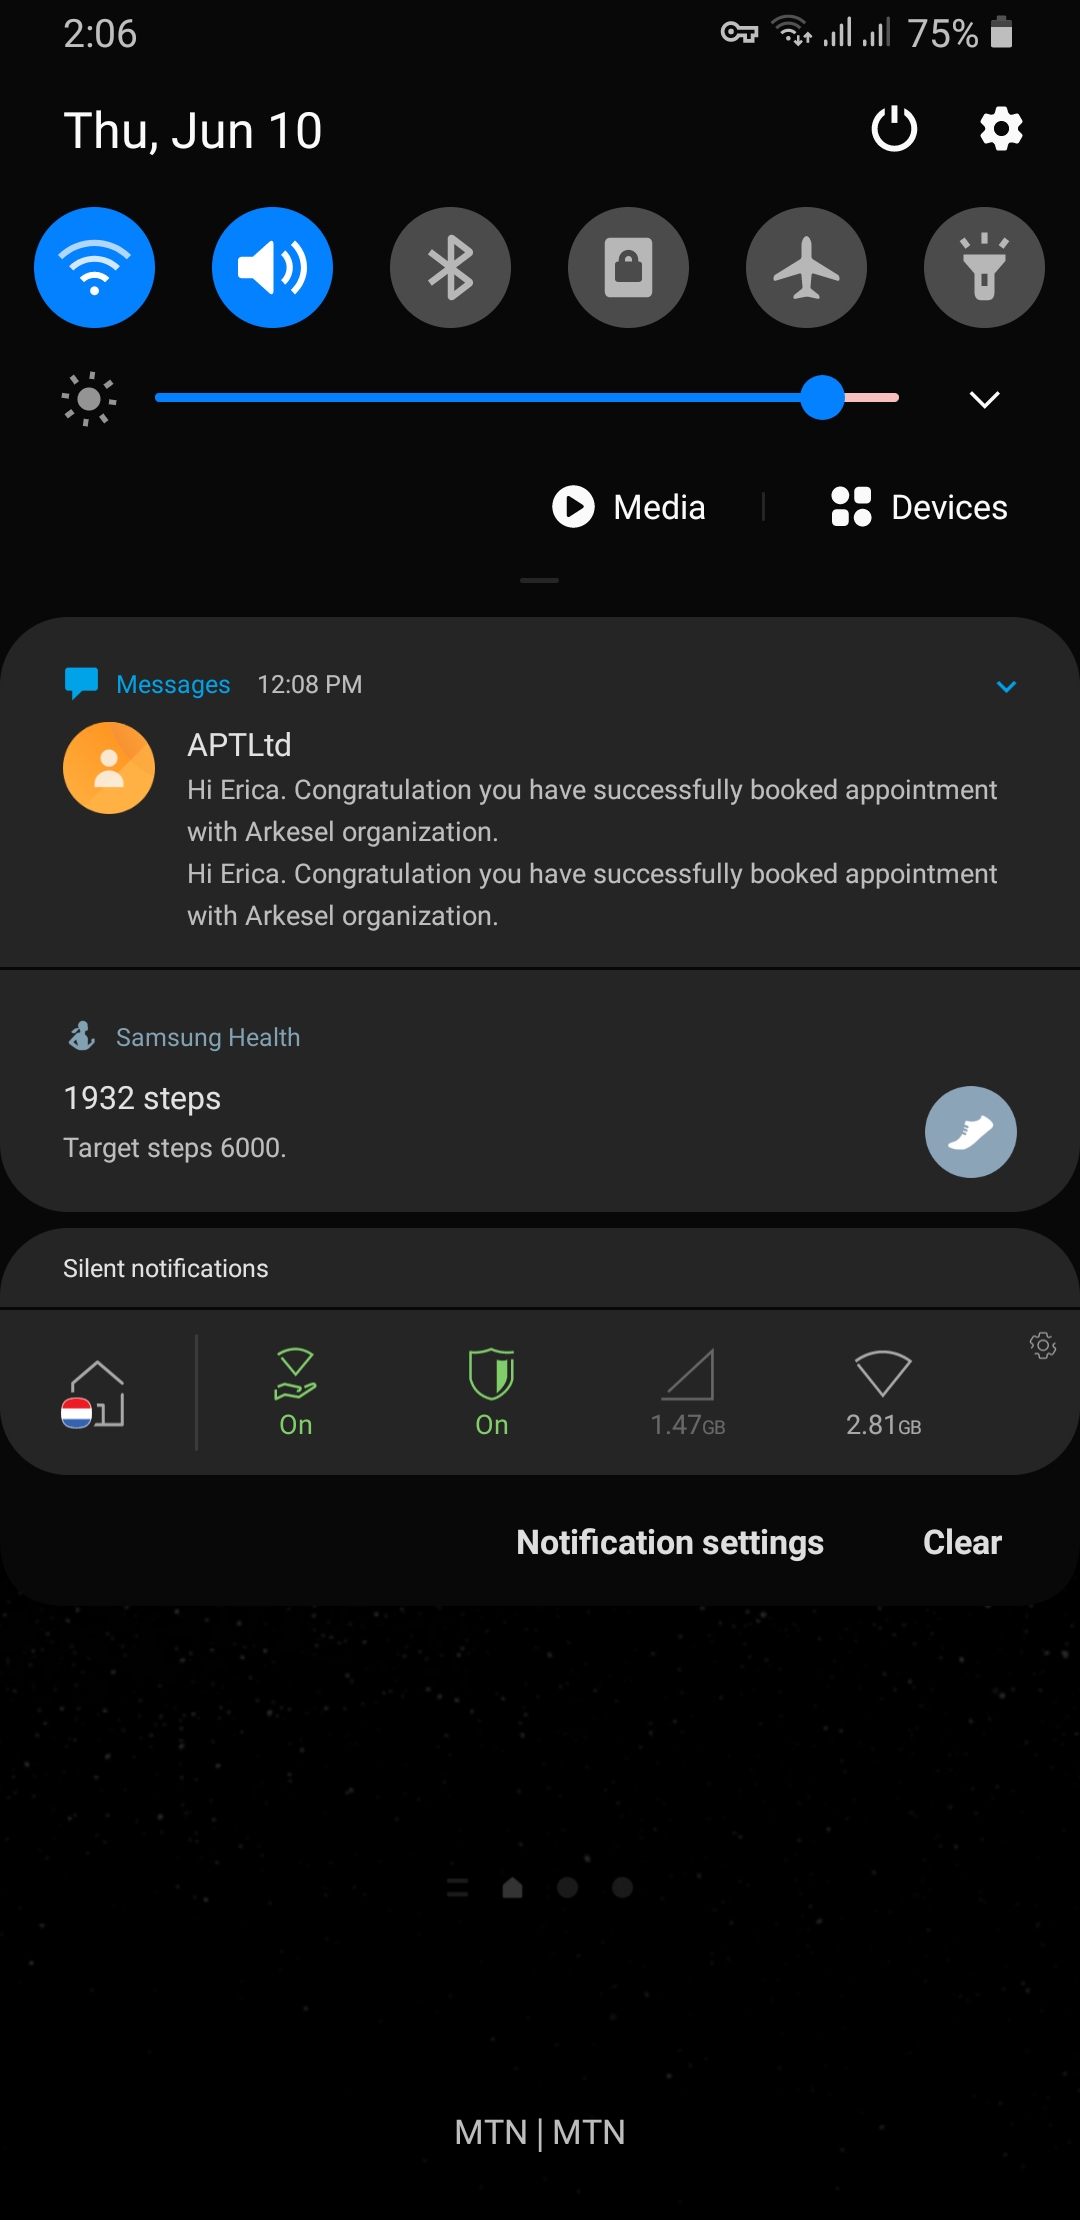 2:06
75%
Thu, Jun 10
Media
Devices
Messages 12:08 PM
APTLtd
Hi Erica. Congratulation you have successfully booked appointment
with Arkesel organization.
Hi Erica. Congratulation you have successfully booked appointment
with Arkesel organization.
Samsung Health
1932 steps
Target steps 6000.
Silent notifications
On
On
1.47GB
2.81GB
Notification settings
Clear
MTN | MTN